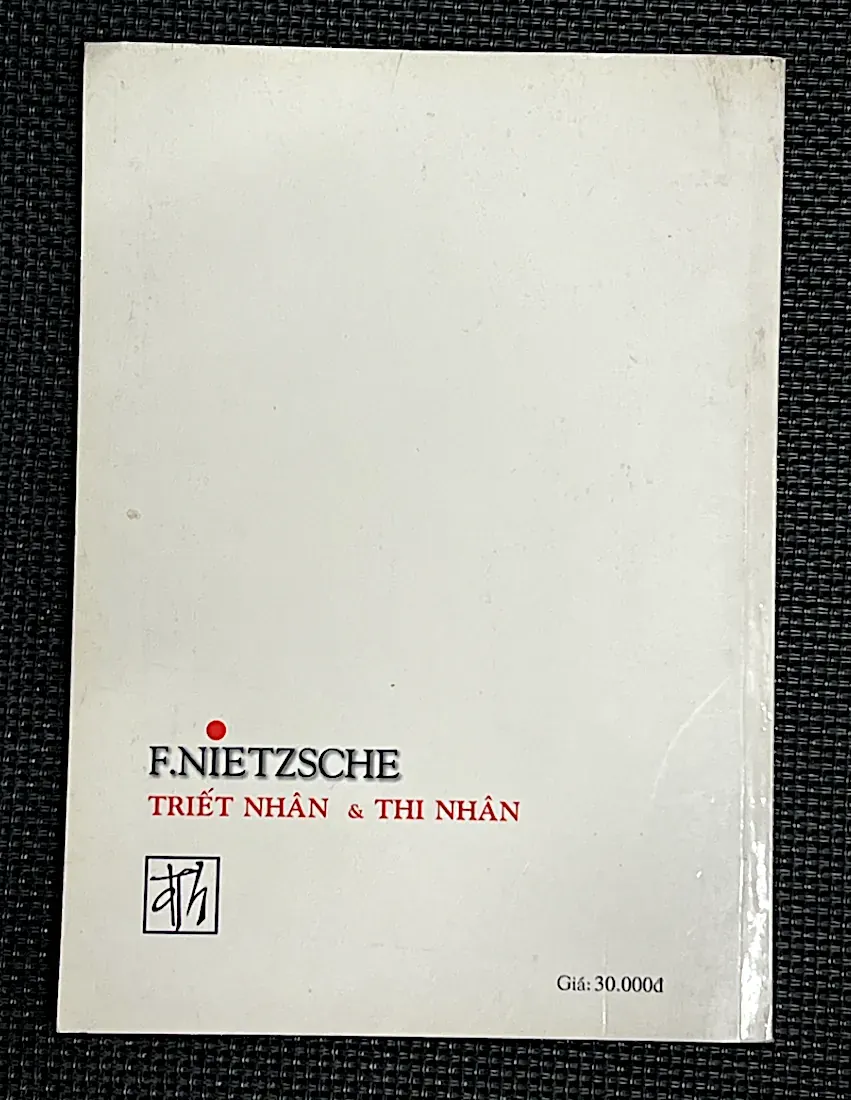 F.NIETZSCHE
TRIẾT NHÂN & THI NHÂN
Giá: 30.000đ